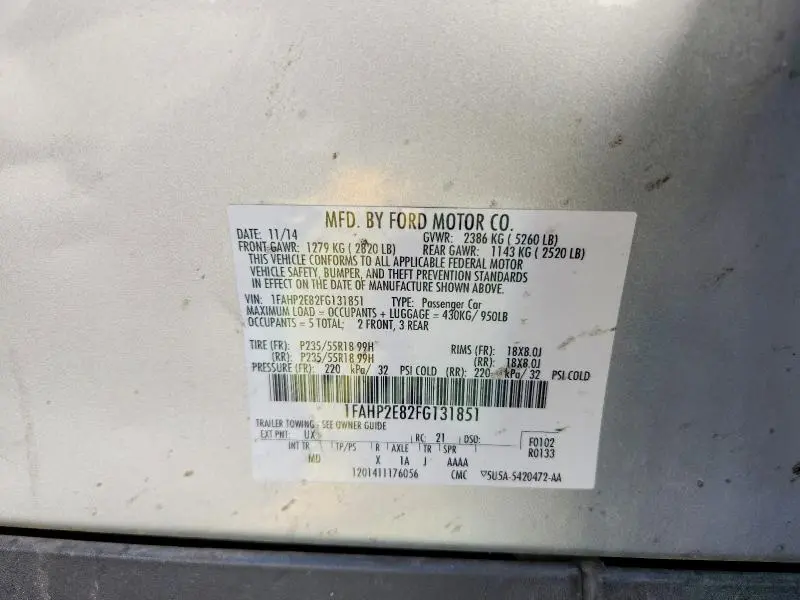 MFD. BY FORD MOTOR CO.
DATE: 11/14 GVWR: 2386 KG ( 5260 LB)
FRONT GAWR: 1279 KG ( 2820 LB) REAR GAWR: 1143 KG ( 2520 LB)
THIS VEHICLE CONFORMS TO ALL APPLICABLE FEDERAL MOTOR
VEHICLE SAFETY, BUMPER, AND THEFT PREVENTION STANDARDS
IN EFFECT ON THE DATE OF MANUFACTURE SHOWN ABOVE.
VIN: 1FAHP2E82FG131851 TYPE: Passenger Car
MAXIMUM LOAD = OCCUPANTS + LUGGAGE = 430KG/ 950LB
OCCUPANTS = 5 TOTAL; 2 FRONT, 3 REAR
TIRE (FR): P235/55R18 99H RIMS (FR): 18X8.0J
(RR): P235/55R18 99H (RR): 18X8.0J
PRESSURE (FR): 220 kPa/ 32 PSI COLD (RR): 220 kPa/ 32 PSI COLD
1FAHP2E82FG131851
TRAILER TOWING - SEE OWNER GUIDE
EXT PNT: UX RC: 21 DSO: F0102
INT TR TP/PS R AXLE TR SPR R0133
MD X 1A J AAAA
1201411176056 CMC ▽5U5A-5420472-AA